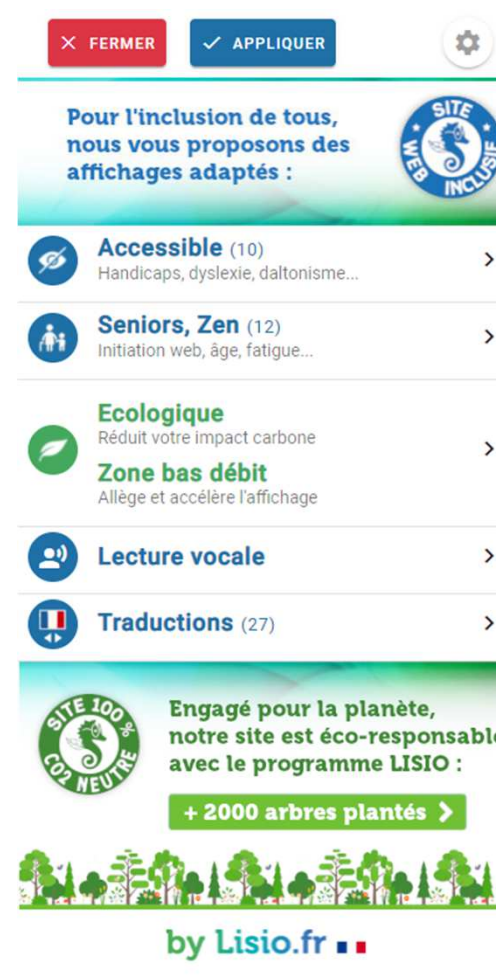 FERMER
APPLIQUER
Pour l'inclusion de tous,
nous vous proposons des
affichages adaptés :
SITE
WEB INCLUSIF
Accessible (10)
Handicaps, dyslexie, daltonisme...
Seniors, Zen (12)
Initiation web, âge, fatigue...
Ecologique
Réduit votre impact carbone
Zone bas débit
Allège et accélère l'affichage
Lecture vocale
Traductions (27)
SITE 100 %
CO2 NEUTRE
Engagé pour la planète,
notre site est éco-responsable
avec le programme LISIO :
+ 2000 arbres plantés
by Lisio.fr